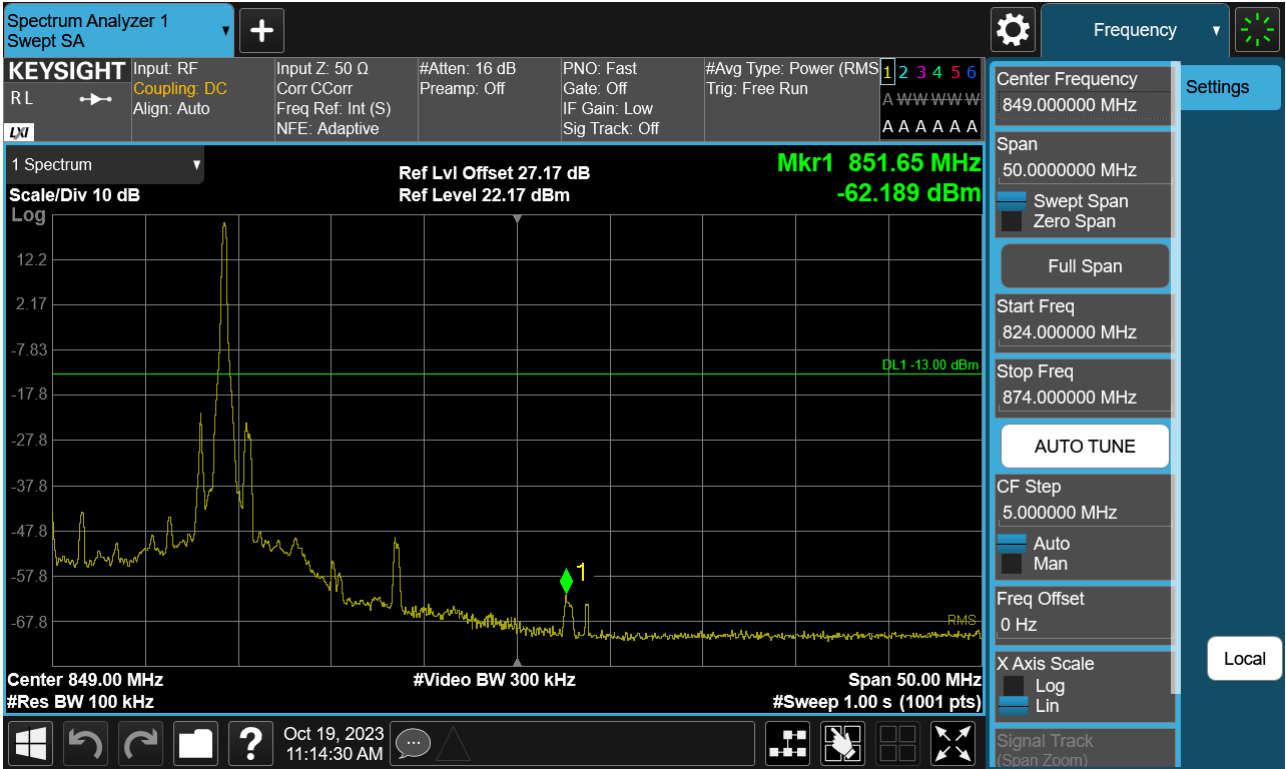 Spectrum Analyzer 1
Swept SA
Frequency
KEYSIGHT
R L
LXI
Input: RF
Coupling: DC
Align: Auto
Input Z: 50 Ω
Corr CCorr
Freq Ref: Int (S)
NFE: Adaptive
#Atten: 16 dB
Preamp: Off
PNO: Fast
Gate: Off
IF Gain: Low
Sig Track: Off
#Avg Type: Power (RMS
Trig: Free Run
1 2 3 4 5 6
A W W W W W
A A A A A A
1 Spectrum
Scale/Div 10 dB
Log
Ref Lvl Offset 27.17 dB
Ref Level 22.17 dBm
Mkr1 851.65 MHz
-62.189 dBm
12.2
2.17
-7.83
DL1 -13.00 dBm
-17.8
-27.8
-37.8
-47.8
-57.8
1
-67.8
RMS
Center 849.00 MHz
#Video BW 300 kHz
Span 50.00 MHz
#Res BW 100 kHz
#Sweep 1.00 s (1001 pts)
Oct 19, 2023
11:14:30 AM
Center Frequency
849.000000 MHz
Settings
Span
50.0000000 MHz
Swept Span
Zero Span
Full Span
Start Freq
824.000000 MHz
Stop Freq
874.000000 MHz
AUTO TUNE
CF Step
5.000000 MHz
Auto
Man
Freq Offset
0 Hz
X Axis Scale
Log
Lin
Local
Signal Track
(Span Zoom)